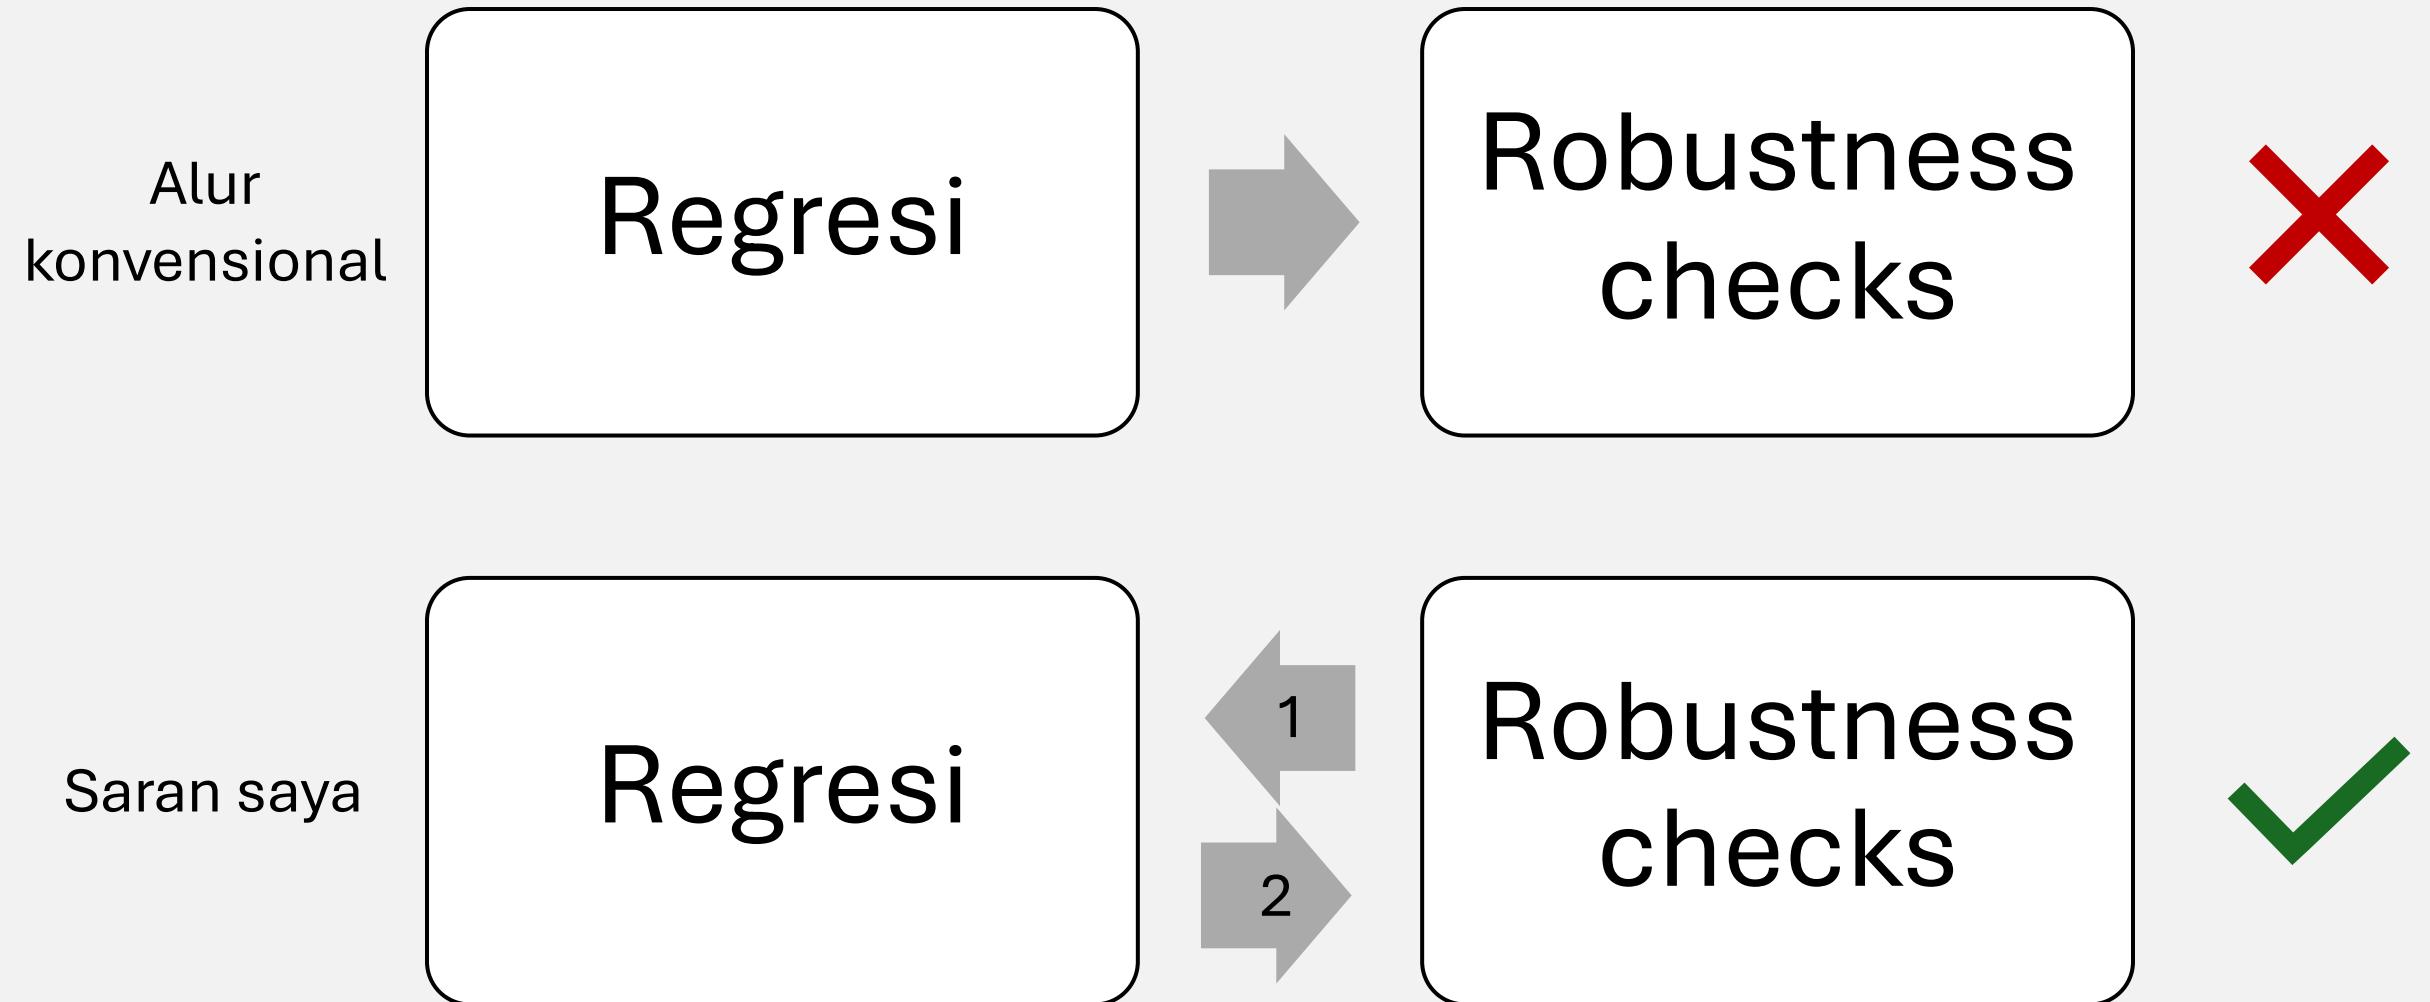 Alur
konvensional
Regresi
Robustness
checks
Saran saya
Regresi
1
2
Robustness
checks